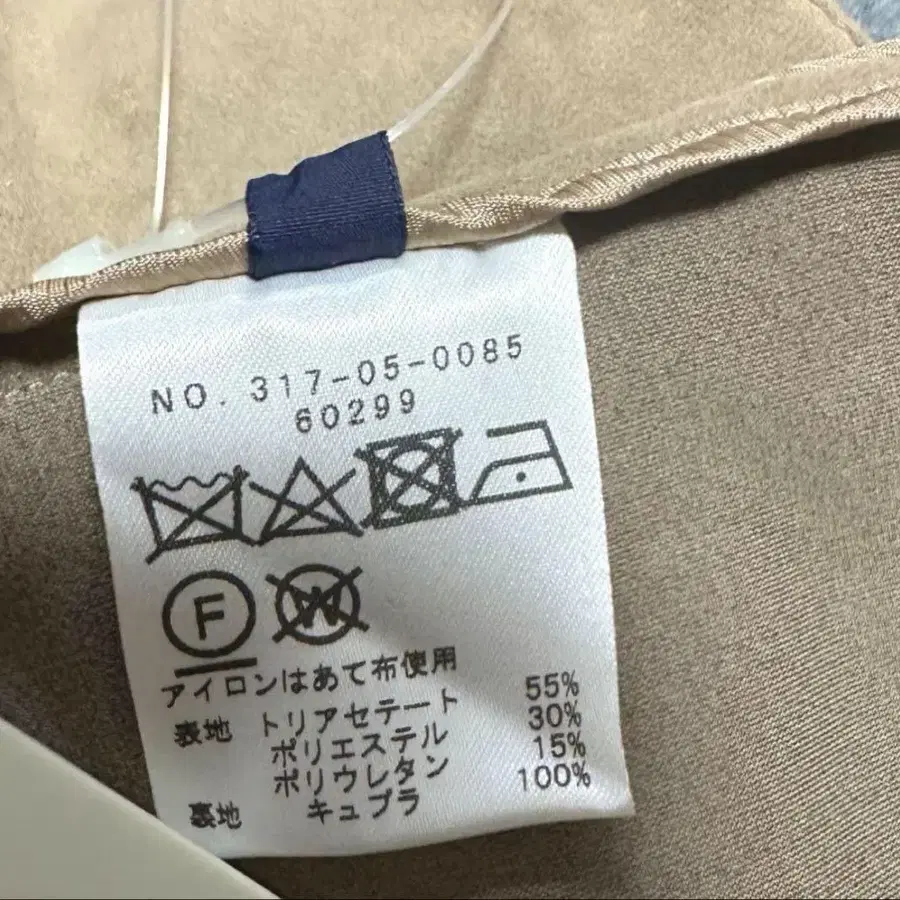 NO. 317-05-0085
60299
F W
アイロンはあて布使用
表地 トリアセテート 55%
ポリエステル 30%
ポリウレタン 15%
裏地 キュプラ 100%